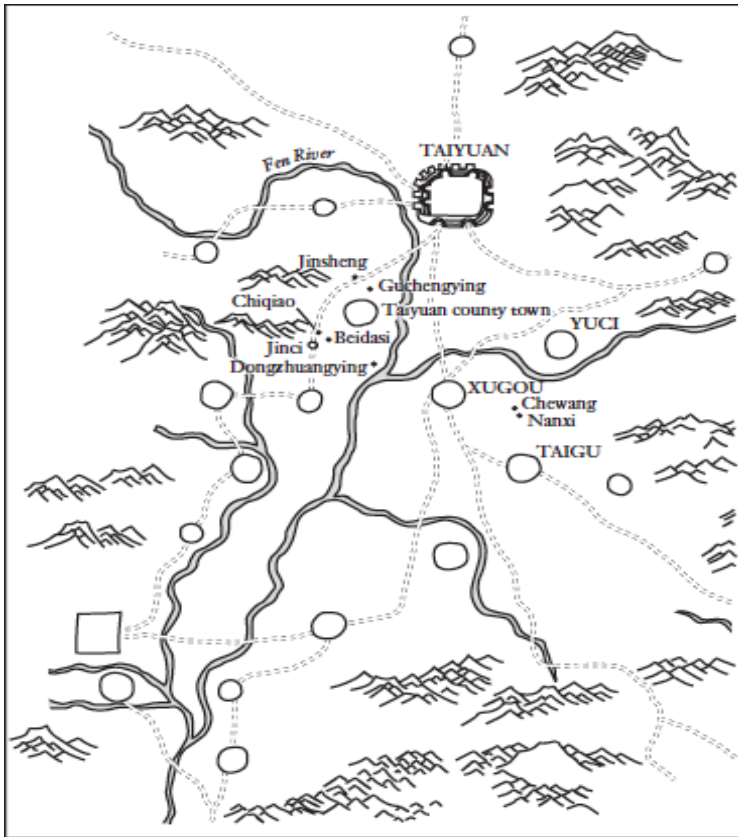 TAIYUAN
Fen River
Jinsheng
Guchengying
Chiqiao
Taiyuan county town
YUCI
Beidasi
Jinci
Dongzhuangying
XUGOU
Chewang
Nanxi
TAIGU